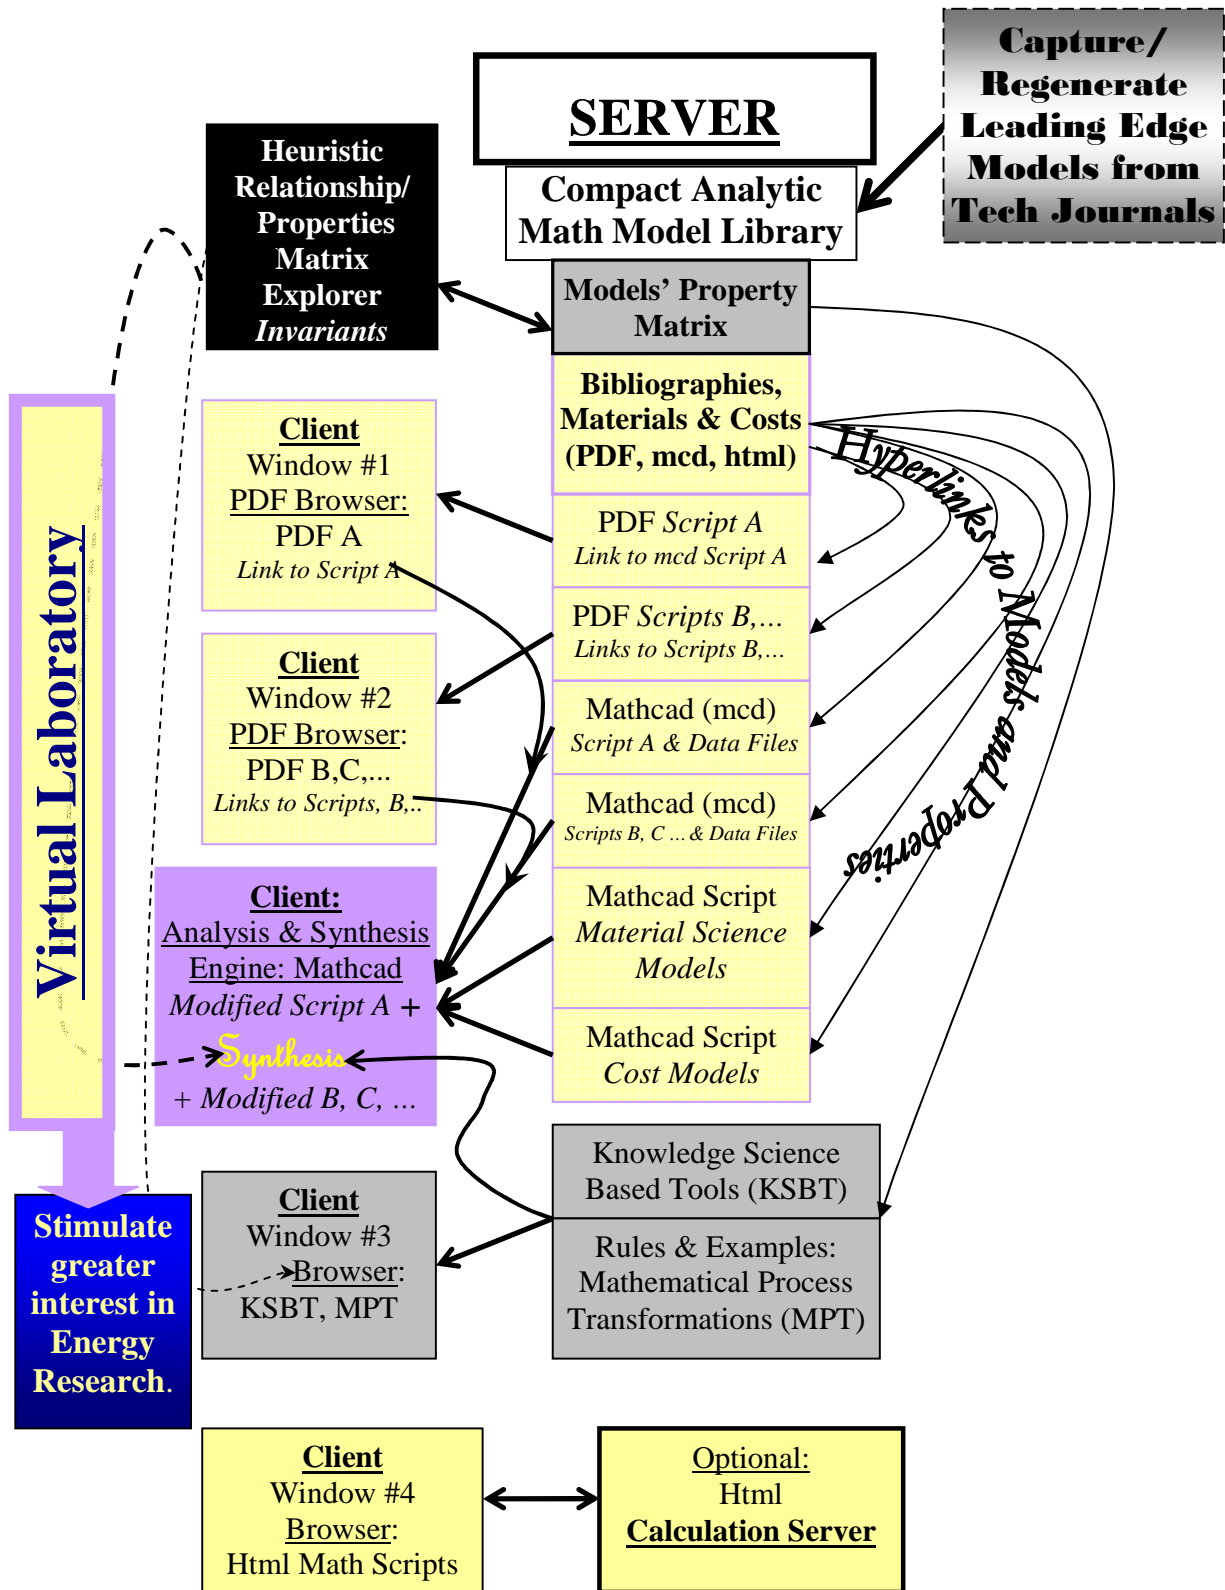 Capture/
Regenerate
Leading Edge
Models from
Tech Journals
SERVER
Compact Analytic
Math Model Library
Heuristic
Relationship/
Properties
Matrix
Explorer
Invariants
Models' Property
Matrix
Bibliographies,
Materials & Costs
(PDF, mcd, html)
Hyperlinks to Models and Properties
Virtual Laboratory
Client
Window #1
PDF Browser:
PDF A
Link to Script A
PDF Script A
Link to mcd Script A
PDF Scripts B,...
Links to Scripts B,...
Client
Window #2
PDF Browser:
PDF B,C,...
Links to Scripts, B,..
Mathcad (mcd)
Script A & Data Files
Mathcad (mcd)
Scripts B, C ... & Data Files
Client:
Analysis & Synthesis
Engine: Mathcad
Modified Script A +
Synthesis
+ Modified B, C, ...
Mathcad Script
Material Science
Models
Mathcad Script
Cost Models
Knowledge Science
Based Tools (KSBT)
Rules & Examples:
Mathematical Process
Transformations (MPT)
Client
Window #3
Browser:
KSBT, MPT
Stimulate
greater
interest in
Energy
Research.
Client
Window #4
Browser:
Html Math Scripts
Optional:
Html
Calculation Server